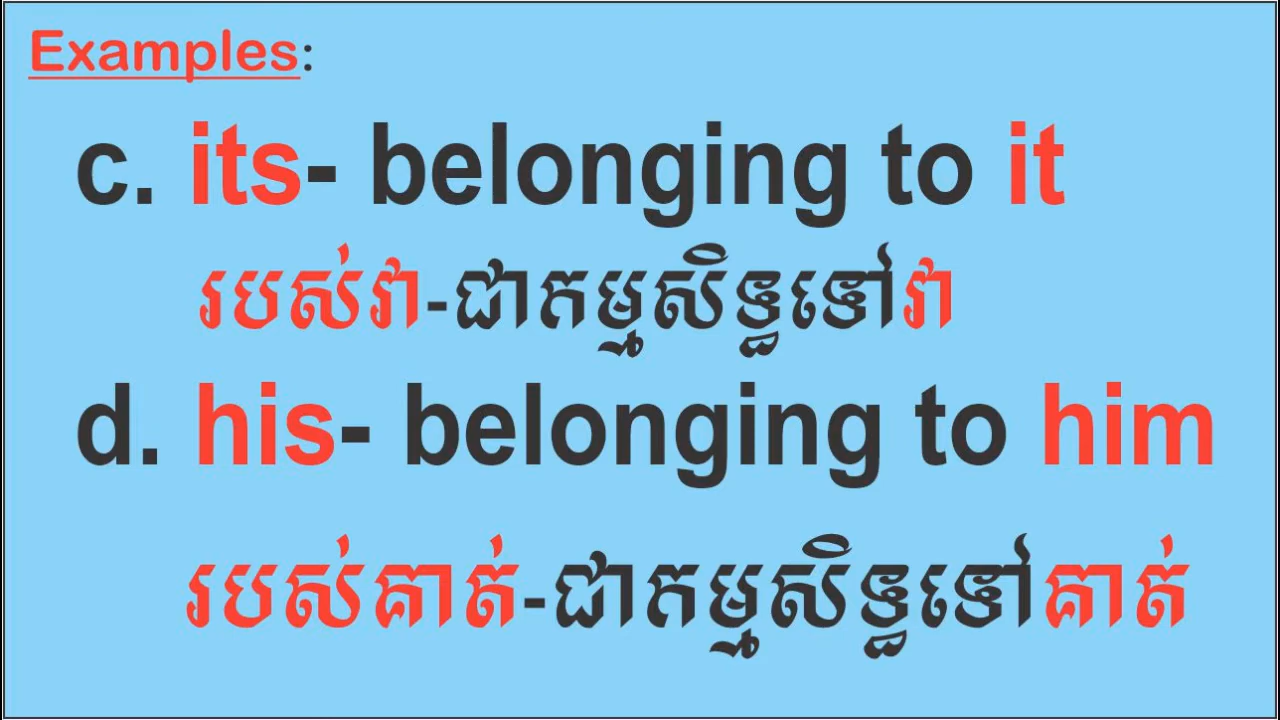 Examples:
c. its- belonging to it
របស់វា-ជាកម្មសិទ្ធទៅវា
d. his- belonging to him
របស់គាត់-ជាកម្មសិទ្ធទៅគាត់